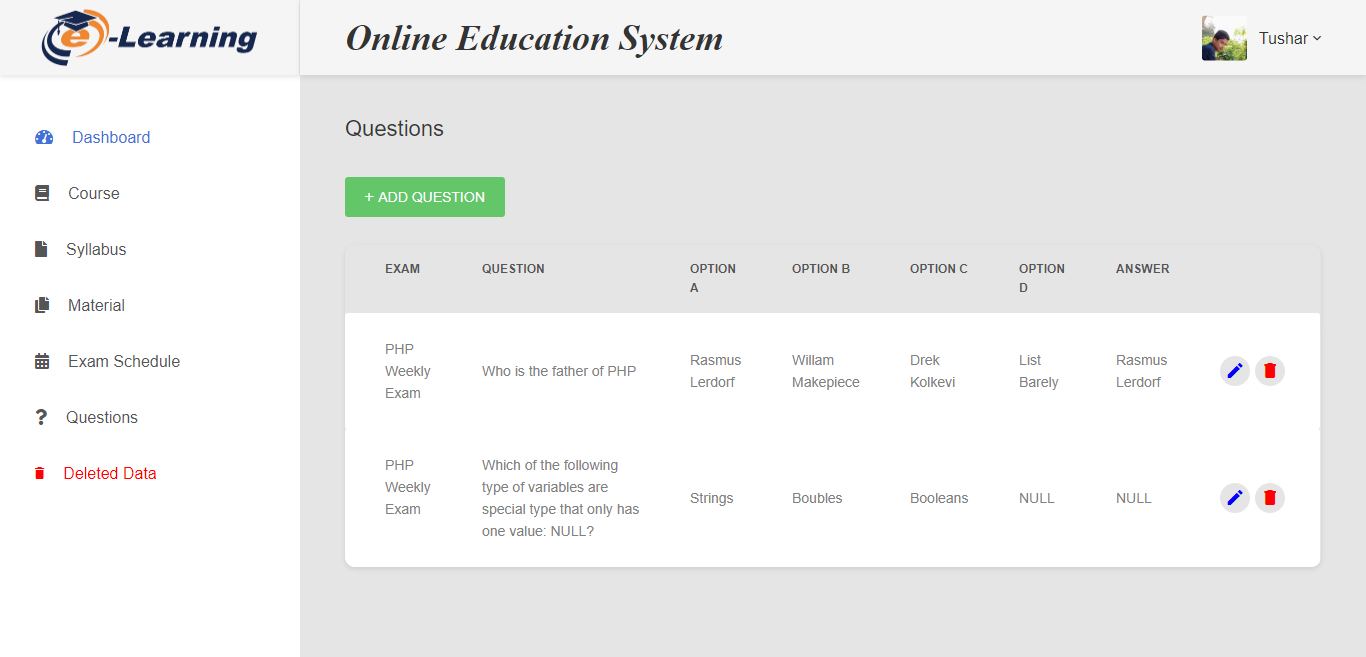 e-Learning
Online Education System
Tushar
Dashboard
Course
Syllabus
Material
Exam Schedule
Questions
Deleted Data
Questions
+ ADD QUESTION
EXAM QUESTION OPTION A OPTION B OPTION C OPTION D ANSWER
PHP Weekly Exam Who is the father of PHP Rasmus Lerdorf Willam Makepiece Drek Kolkevi List Barely Rasmus Lerdorf
PHP Weekly Exam Which of the following type of variables are special type that only has one value: NULL? Strings Boubles Booleans NULL NULL